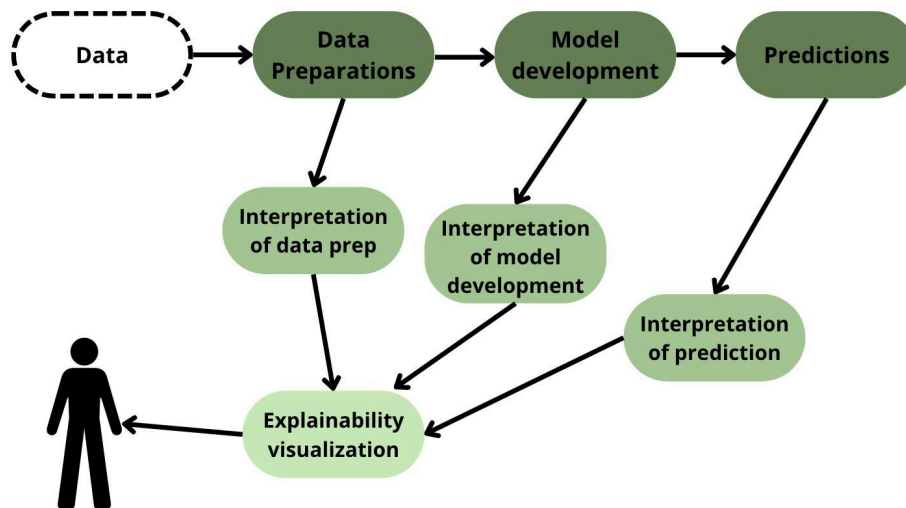 Data
Data
Preparations
Model
development
Predictions
Interpretation
of data prep
Interpretation
of model
development
Interpretation
of prediction
Explainability
visualization